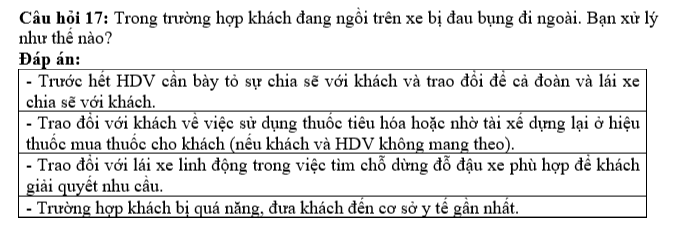 Câu hỏi 17: Trong trường hợp khách đang ngồi trên xe bị đau bụng đi ngoài. Bạn xử lý
như thế nào?
Đáp án:
- Trước hết HDV cần bày tỏ sự chia sẽ với khách và trao đổi để cả đoàn và lái xe
chia sẽ với khách.
- Trao đổi với khách về việc sử dụng thuốc tiêu hóa hoặc nhờ tài xế dựng lại ở hiệu
thuốc mua thuốc cho khách (nếu khách và HDV không mang theo).
- Trao đổi với lái xe linh động trong việc tìm chỗ dừng đỗ đậu xe phù hợp để khách
giải quyết nhu cầu.
- Trường hợp khách bị quá năng, đưa khách đến cơ sở y tế gần nhất.